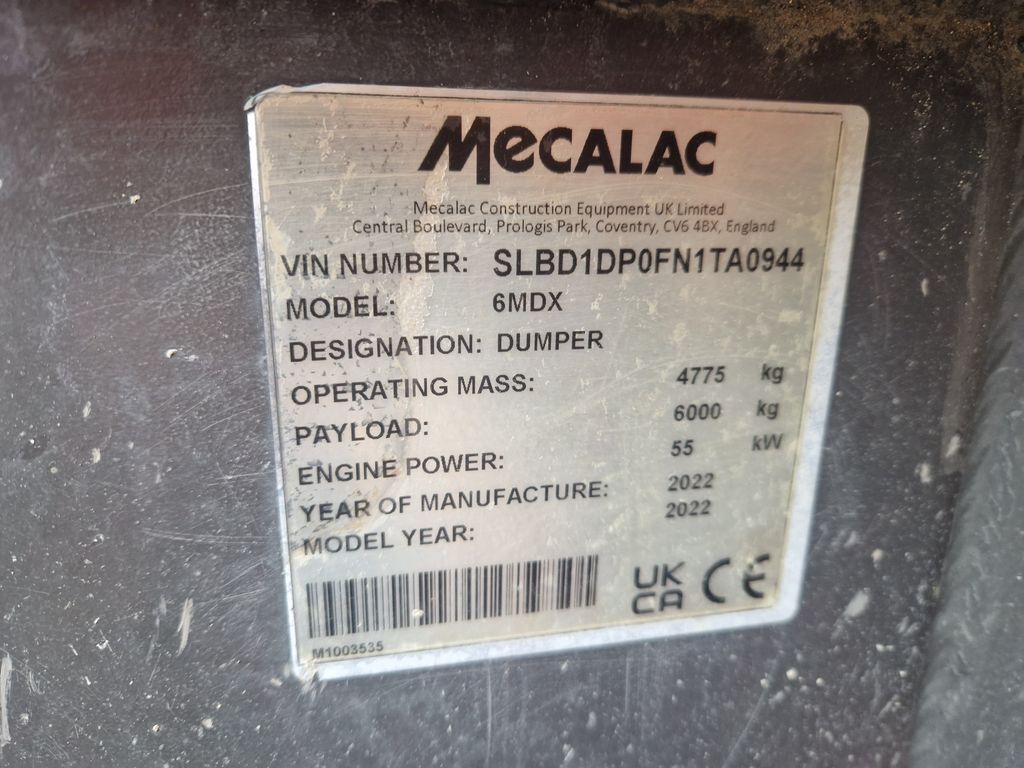 MECALAC
Mecalac Construction Equipment UK Limited
Central Boulevard, Prologis Park, Coventry, CV6 4BX, England
VIN NUMBER: SLBD1DP0FN1TA0944
MODEL: 6MDX
DESIGNATION: DUMPER
OPERATING MASS: 4775 kg
PAYLOAD: 6000 kg
ENGINE POWER: 55 kW
YEAR OF MANUFACTURE: 2022
MODEL YEAR: 2022
UK
CA CE
M1003535